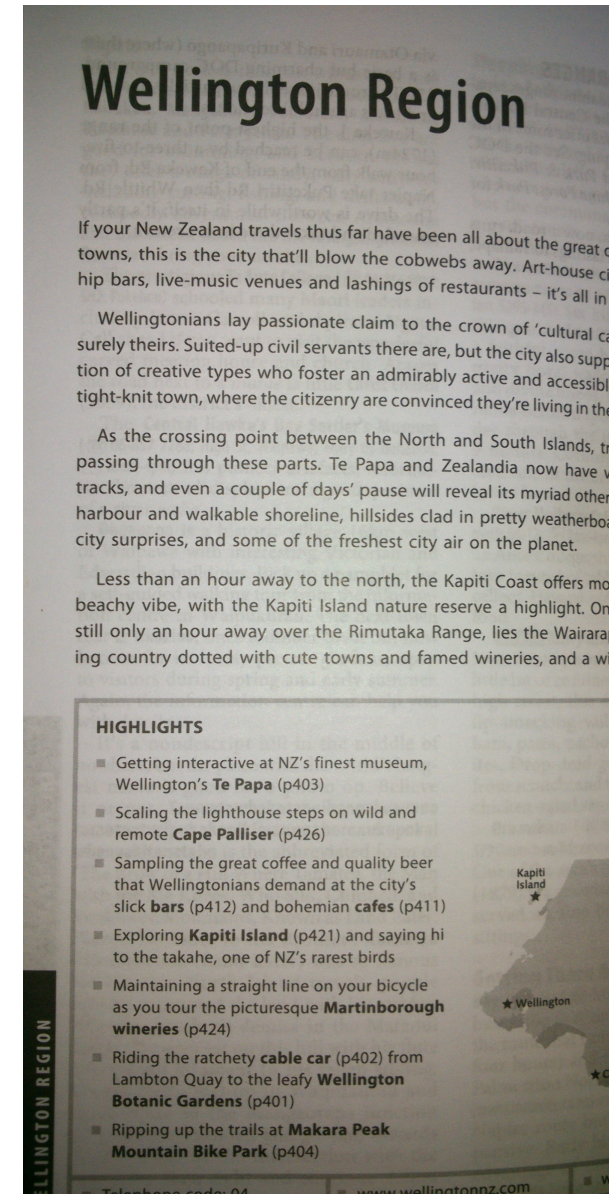 Wellington Region
If your New Zealand travels thus far have been all about the great
towns, this is the city that'll blow the cobwebs away. Art-house
hip bars, live-music venues and lashings of restaurants – it's all in
Wellingtonians lay passionate claim to the crown of 'cultural
surely theirs. Suited-up civil servants there are, but the city also
tion of creative types who foster an admirably active and
tight-knit town, where the citizenry are convinced they're living in the
As the crossing point between the North and South Islands,
passing through these parts. Te Papa and Zealandia now have
tracks, and even a couple of days' pause will reveal its myriad other
harbour and walkable shoreline, hillsides clad in pretty
city surprises, and some of the freshest city air on the planet.
Less than an hour away to the north, the Kapiti Coast offers
beachy vibe, with the Kapiti Island nature reserve a highlight.
still only an hour away over the Rimutaka Range, lies the
ing country dotted with cute towns and famed wineries, and a
HIGHLIGHTS
Getting interactive at NZ's finest museum,
Wellington's Te Papa (p403)
Scaling the lighthouse steps on wild and
remote Cape Palliser (p426)
Sampling the great coffee and quality beer
that Wellingtonians demand at the city's
slick bars (p412) and bohemian cafes (p411)
Exploring Kapiti Island (p421) and saying hi
to the takahe, one of NZ's rarest birds
Maintaining a straight line on your bicycle
as you tour the picturesque Martinborough
wineries (p424)
Riding the ratchety cable car (p402) from
Lambton Quay to the leafy Wellington
Botanic Gardens (p401)
Ripping up the trails at Makara Peak
Mountain Bike Park (p404)
Kapiti
Island
Wellington
REGION
www.wellingtonnz.com